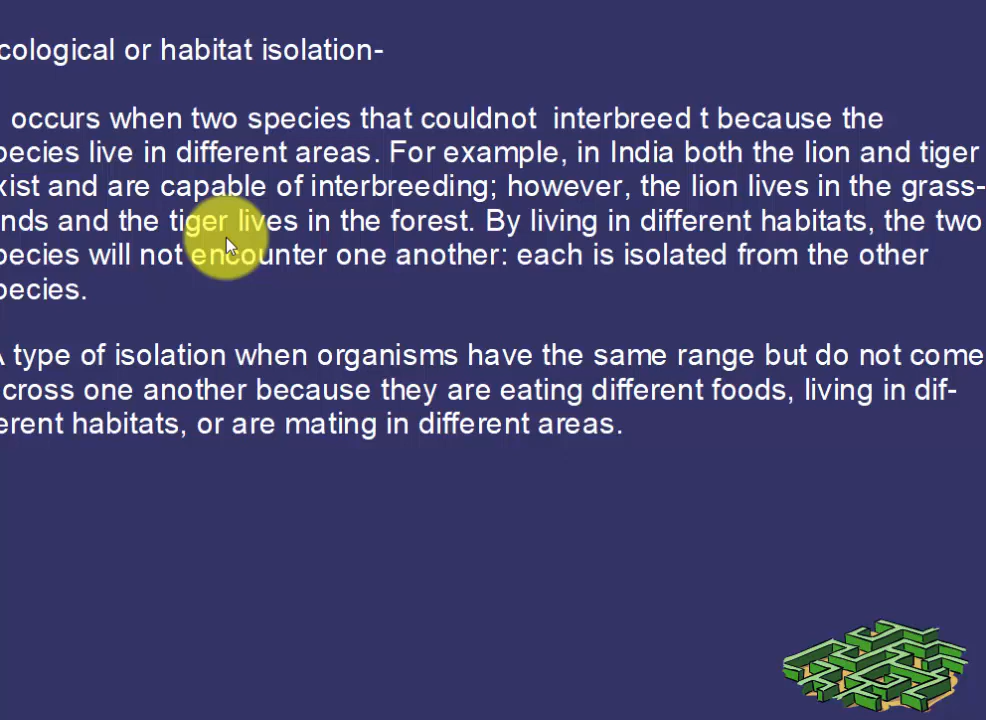 cological or habitat isolation-
occurs when two species that couldnot interbreed t because the
pecies live in different areas. For example, in India both the lion and tiger
xist and are capable of interbreeding; however, the lion lives in the grass-
nds and the tiger lives in the forest. By living in different habitats, the two
pecies will not encounter one another: each is isolated from the other
pecies.
A type of isolation when organisms have the same range but do not come
cross one another because they are eating different foods, living in dif-
erent habitats, or are mating in different areas.